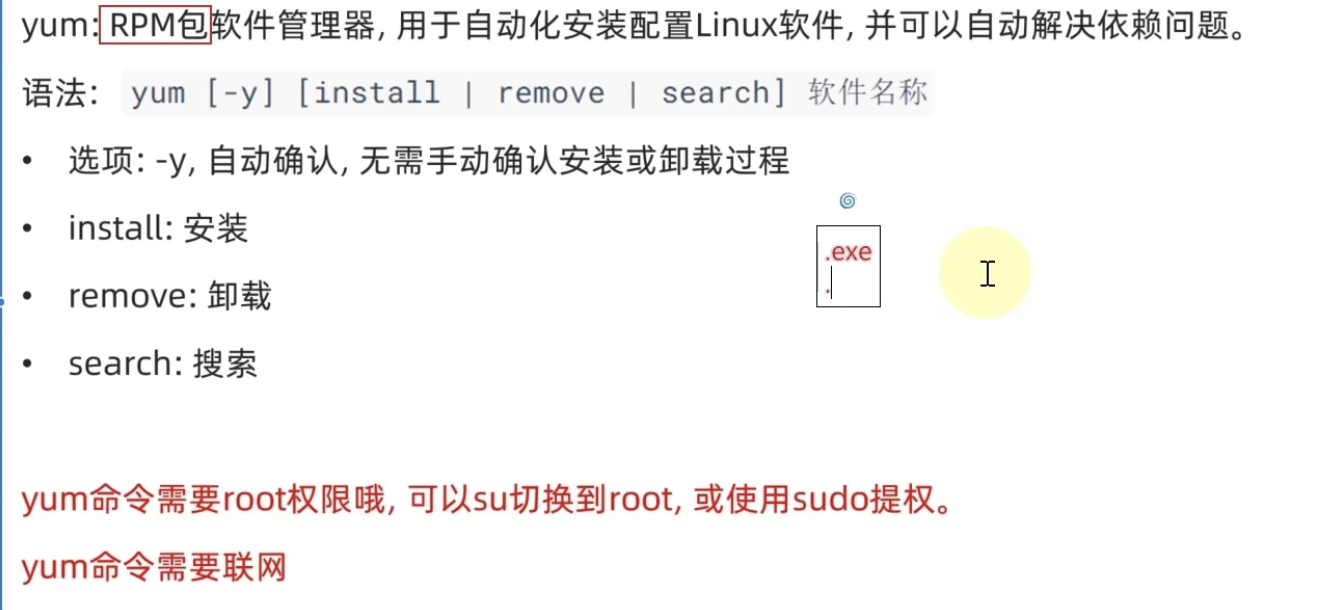 yum: RPM包软件管理器, 用于自动化安装配置Linux软件, 并可以自动解决依赖问题。
语法: yum [-y] [install | remove | search] 软件名称
• 选项: -y, 自动确认, 无需手动确认安装或卸载过程
• install: 安装
.exe
.
• remove: 卸载
• search: 搜索
yum命令需要root权限哦, 可以su切换到root, 或使用sudo提权。
yum命令需要联网